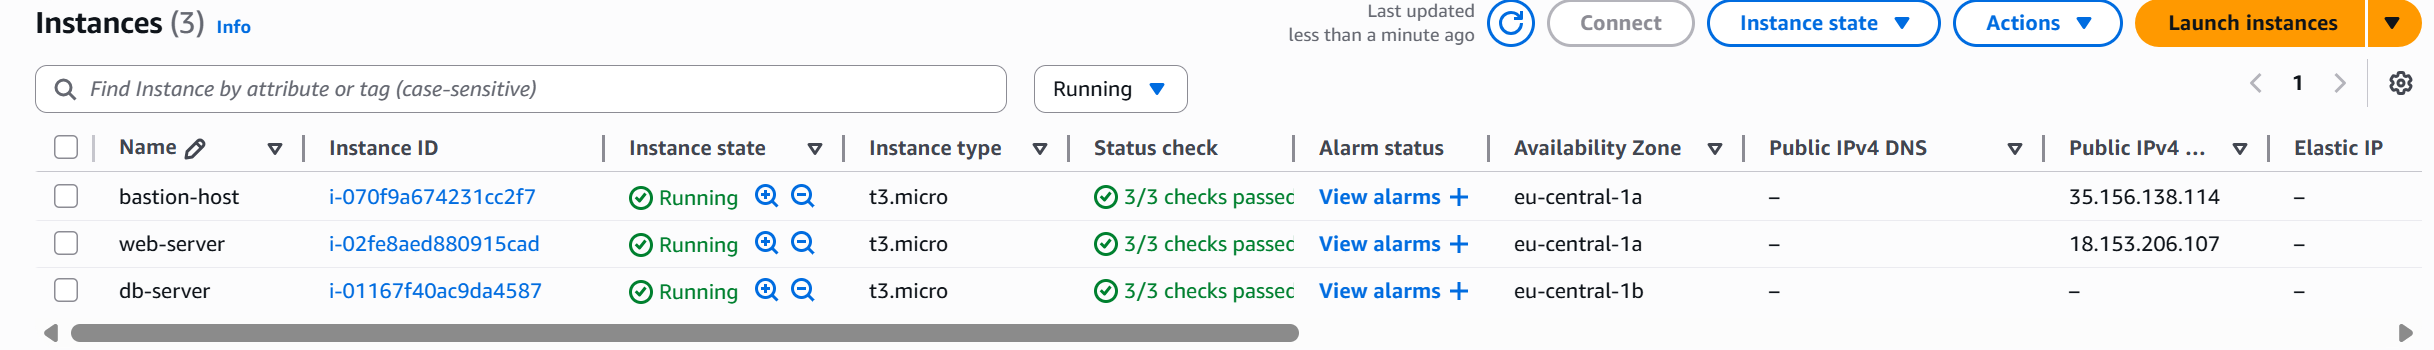 Instances (3) Info
Last updated
less than a minute ago
Connect
Instance state
Actions
Launch instances
Find Instance by attribute or tag (case-sensitive)
Running
1
Name Instance ID Instance state Instance type Status check Alarm status Availability Zone Public IPv4 DNS Public IPv4 ... Elastic IP
bastion-host i-070f9a674231cc2f7 Running t3.micro 3/3 checks passed View alarms + eu-central-1a – 35.156.138.114 –
web-server i-02fe8aed880915cad Running t3.micro 3/3 checks passed View alarms + eu-central-1a – 18.153.206.107 –
db-server i-01167f40ac9da4587 Running t3.micro 3/3 checks passed View alarms + eu-central-1b – – –